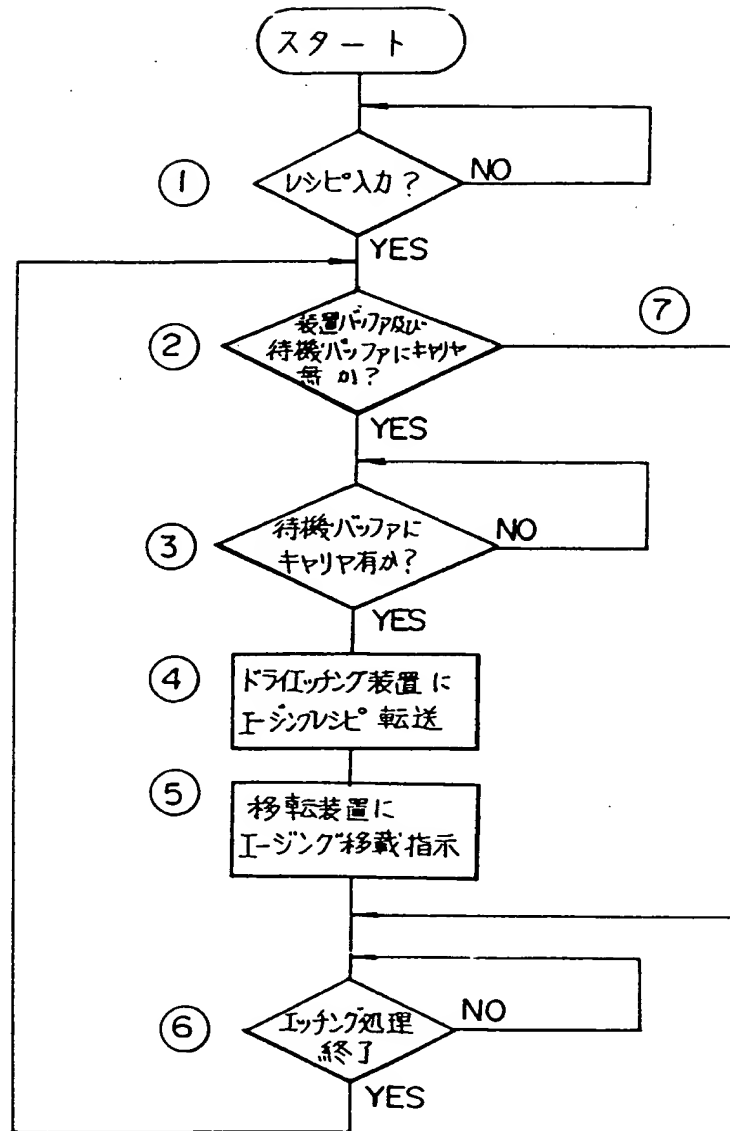 スタート
① レシピ入力? NO
YES
⑦
装置バッファ及び
② 待機バッファにキャリヤ
無か?
YES
待機バッファに NO
③ キャリヤ有か?
YES
④ ドライエッチング装置に
エージングレシピ転送
⑤ 移転装置に
エージング移載指示
⑥ エッチング処理 NO
終了
YES